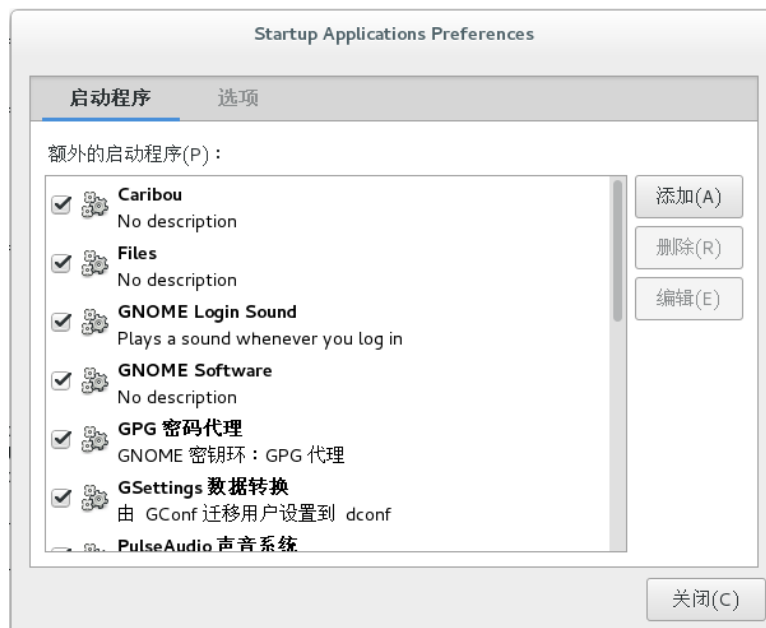 Startup Applications Preferences
启动程序 选项
额外的启动程序(P)：
Caribou
No description
Files
No description
GNOME Login Sound
Plays a sound whenever you log in
GNOME Software
No description
GPG 密码代理
GNOME 密钥环：GPG 代理
GSettings 数据转换
由 GConf 迁移用户设置到 dconf
PulseAudio 声音系统
添加(A)
删除(R)
编辑(E)
关闭(C)